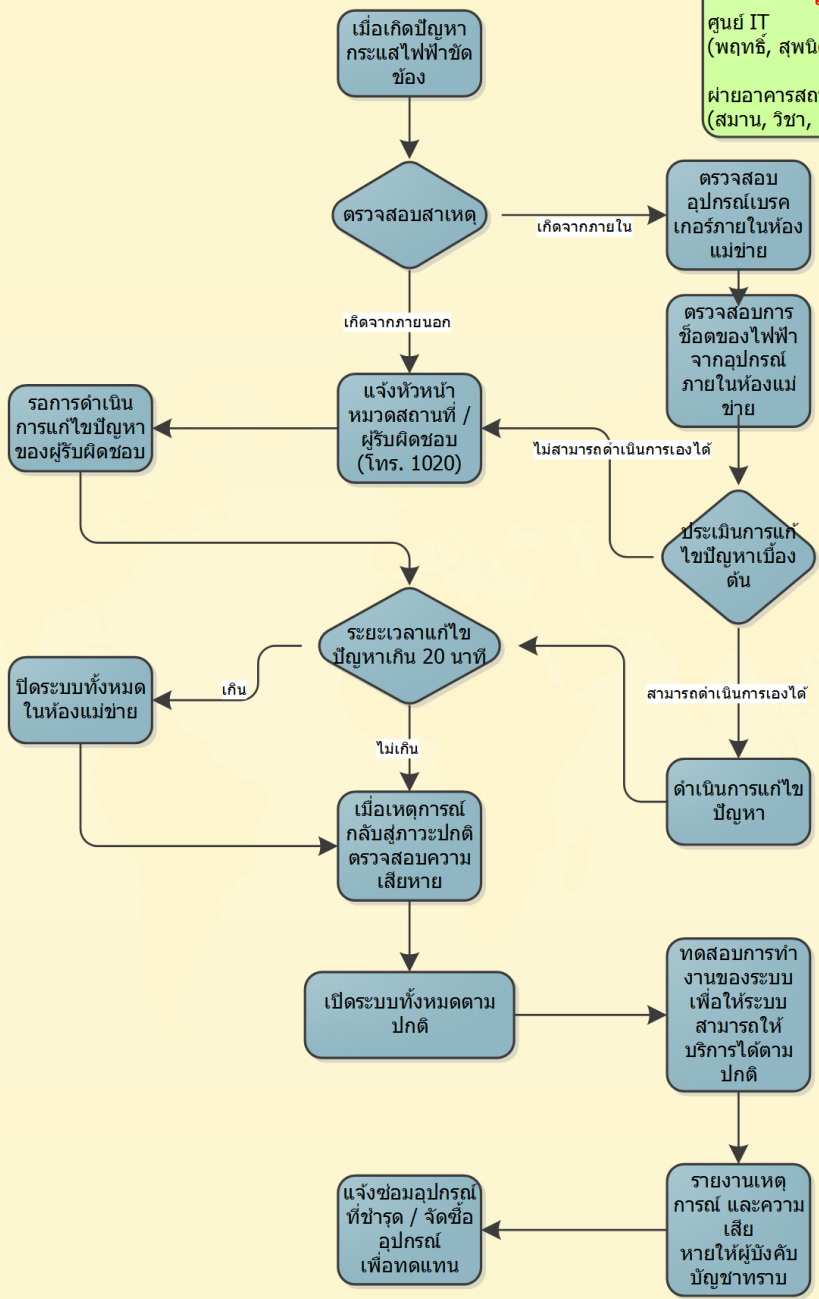 เมื่อเกิดปัญหา
กระแสไฟฟ้าขัด
ข้อง
ศูนย์ IT
(พฤทธิ์,
ผ่ายอาคาร
(สมาน, วิชา,
ตรวจสอบสาเหตุ
เกิดจากภายใน
ตรวจสอบ
อุปกรณ์เบรค
เกอร์ภายในห้อง
แม่ข่าย
เกิดจากภายนอก
ตรวจสอบการ
ช็อตของไฟฟ้า
จากอุปกรณ์
ภายในห้องแม่
ข่าย
รอการดำเนิน
การแก้ไขปัญหา
ของผู้รับผิดชอบ
แจ้งหัวหน้า
หมวดสถานที่ /
ผู้รับผิดชอบ
(โทร. 1020)
ไม่สามารถดำเนินการเองได้
ประเมินการแก้
ไขปัญหาเบื้อง
ต้น
ระยะเวลาแก้ไข
ปัญหาเกิน 20 นาที
เกิน
ปิดระบบทั้งหมด
ในห้องแม่ข่าย
สามารถดำเนินการเองได้
ไม่เกิน
ดำเนินการแก้ไข
ปัญหา
เมื่อเหตุการณ์
กลับสู่ภาวะปกติ
ตรวจสอบความ
เสียหาย
เปิดระบบทั้งหมดตาม
ปกติ
ทดสอบการทำ
งานของระบบ
เพื่อให้ระบบ
สามารถให้
บริการได้ตาม
ปกติ
แจ้งซ่อมอุปกรณ์
ที่ชำรุด / จัดซื้อ
อุปกรณ์
เพื่อทดแทน
รายงานเหตุ
การณ์ และความ
เสีย
หายให้ผู้บังคับ
บัญชาทราบ